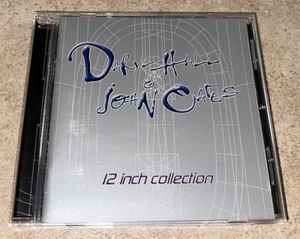 DARYL HALL
&
JOHN OATES
12 inch collection